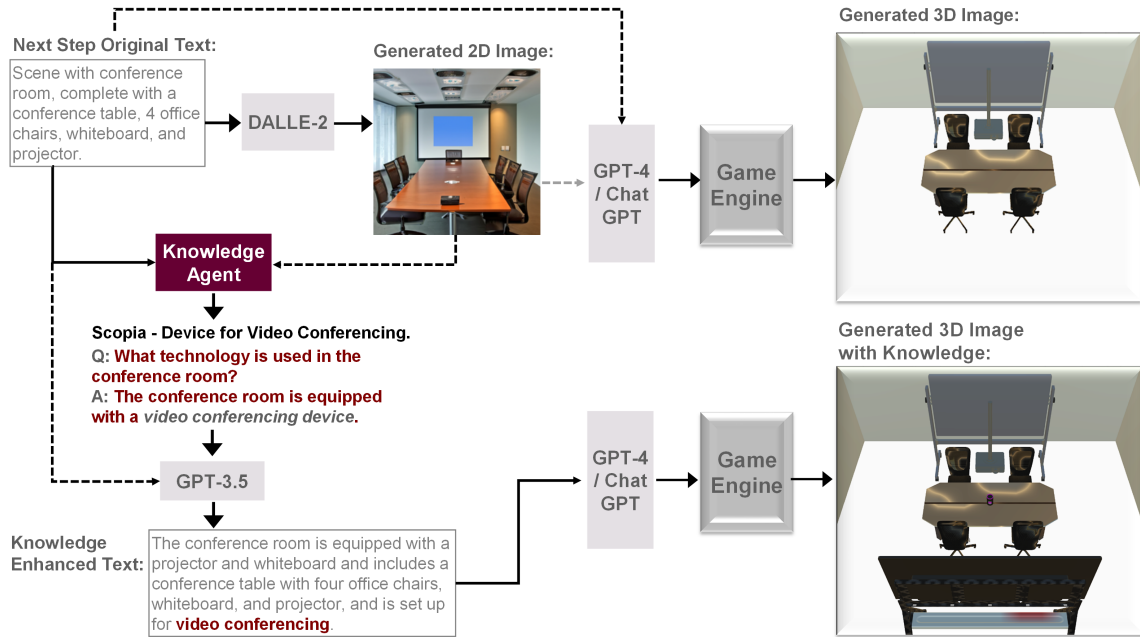 Next Step Original Text:
Scene with conference
room, complete with a
conference table, 4 office
chairs, whiteboard, and
projector.
DALLE-2
Generated 2D Image:
GPT-4
/ Chat
GPT
Game
Engine
Generated 3D Image:
Knowledge
Agent
Scopia - Device for Video Conferencing.
Q: What technology is used in the
conference room?
A: The conference room is equipped
with a video conferencing device.
GPT-3.5
Knowledge
Enhanced Text:
The conference room is equipped with a
projector and whiteboard and includes a
conference table with four office chairs,
whiteboard, and projector, and is set up
for video conferencing.
GPT-4
/ Chat
GPT
Game
Engine
Generated 3D Image
with Knowledge: